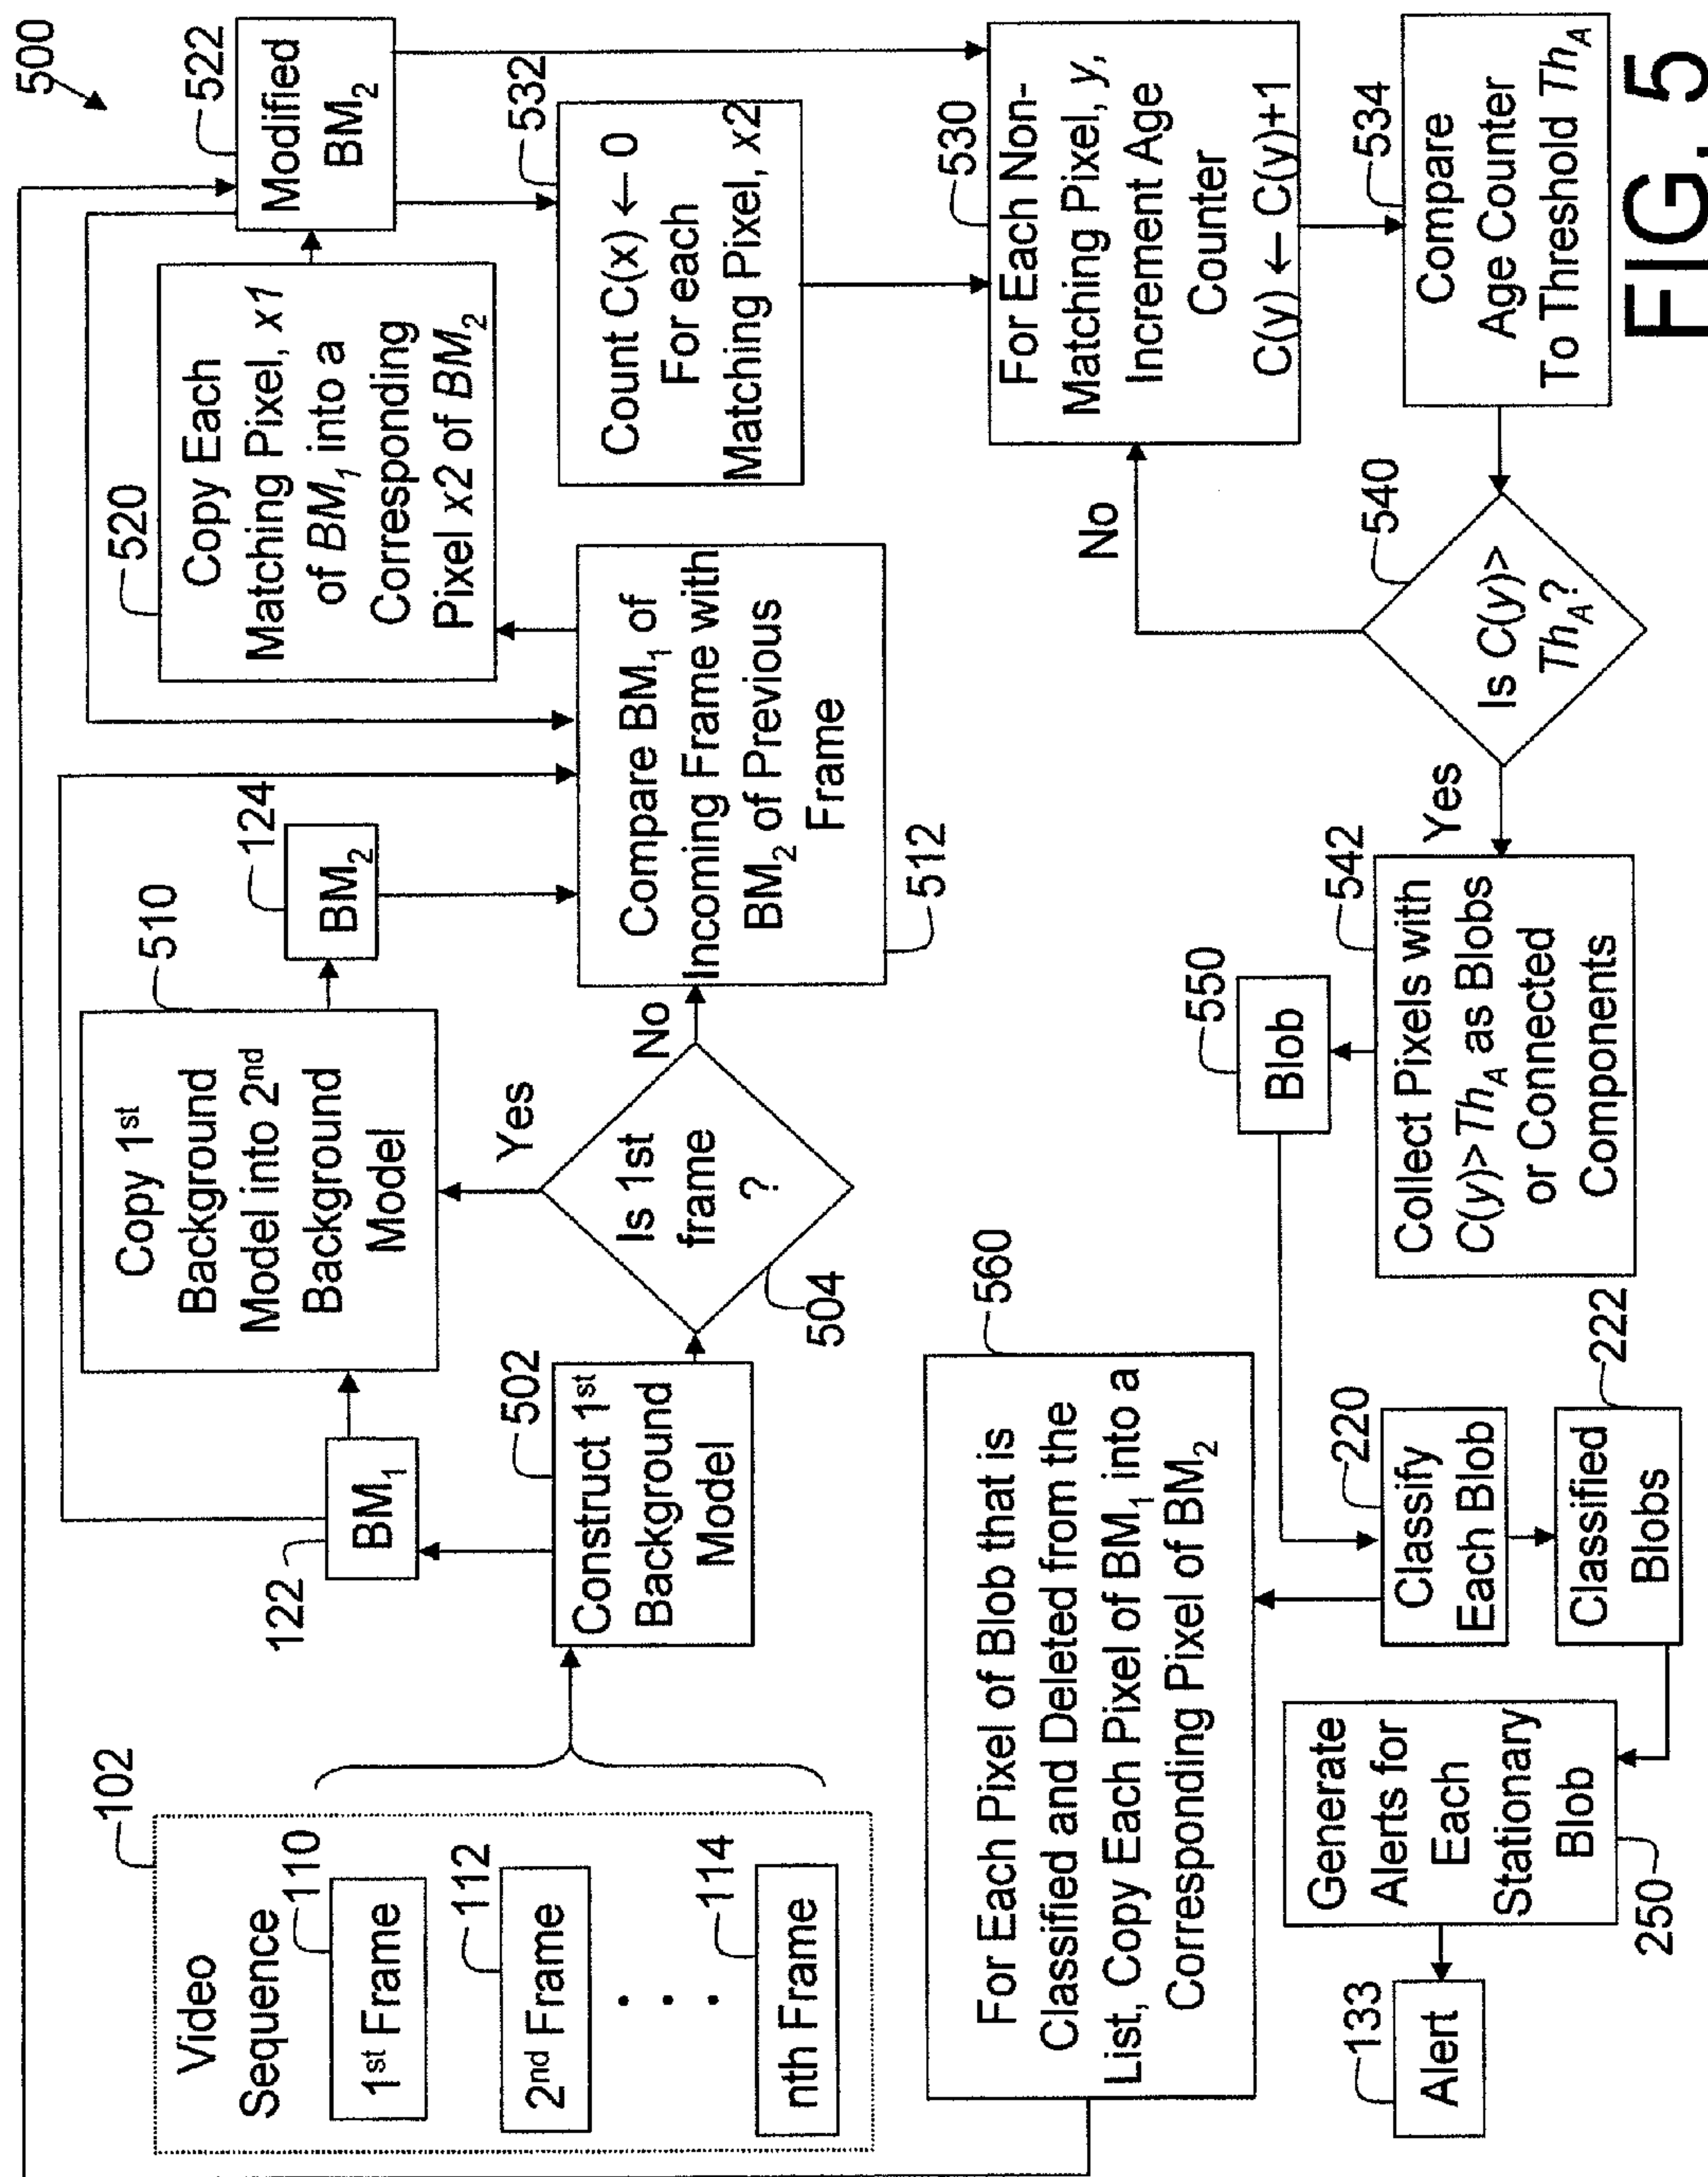 500
102
Video
Sequence
110
1st Frame
112
2nd Frame
. . .
114
nth Frame
122
BM1
502
Construct 1st
Background
Model
510
Copy 1st
Background
Model into 2nd
Background
Model
Yes
Is 1st
frame
?
504
No
124
BM2
Compare BM1 of
Incoming Frame with
BM2 of Previous
Frame
512
520
Copy Each
Matching Pixel, x1
of BM1 into a
Corresponding
Pixel x2 of BM2
522
Modified
BM2
532
Count C(x) ← 0
For each
Matching Pixel, x2
530
For Each Non-
Matching Pixel, y,
Increment Age
Counter
C(y) ← C(y)+1
534
Compare
Age Counter
To Threshold ThA
540
Is C(y)>
ThA?
No
Yes
542
Collect Pixels with
C(y)> ThA as Blobs
or Connected
Components
550
Blob
560
For Each Pixel of Blob that is
Classified and Deleted from the
List, Copy Each Pixel of BM1 into a
Corresponding Pixel of BM2
220
Classify
Each Blob
222
Classified
Blobs
Generate
Alerts for
Each
Stationary
Blob
250
133
Alert
FIG. 5